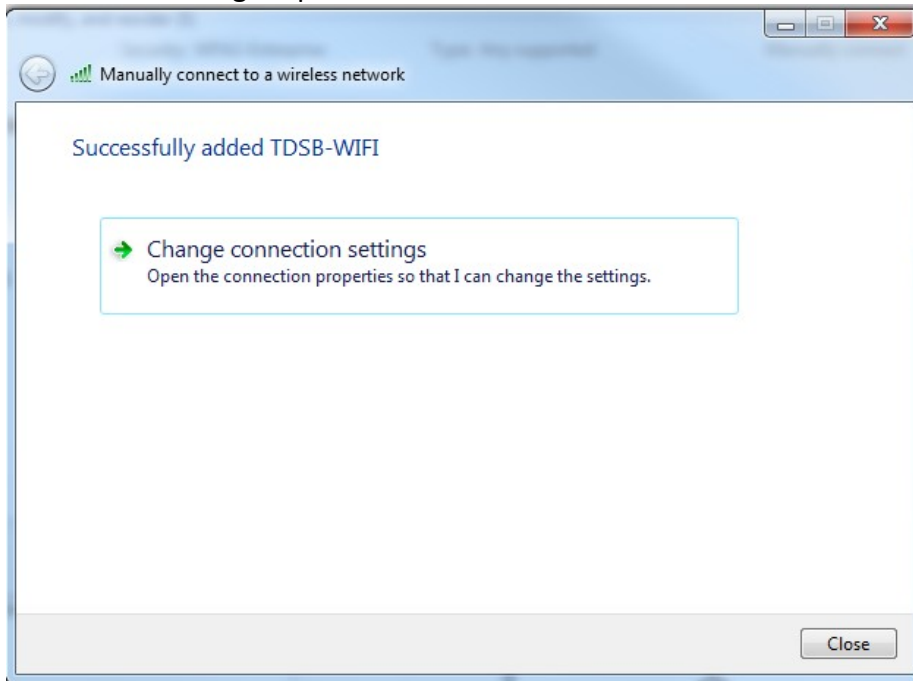 Manually connect to a wireless network
Successfully added TDSB-WIFI
Change connection settings
Open the connection properties so that I can change the settings.
Close